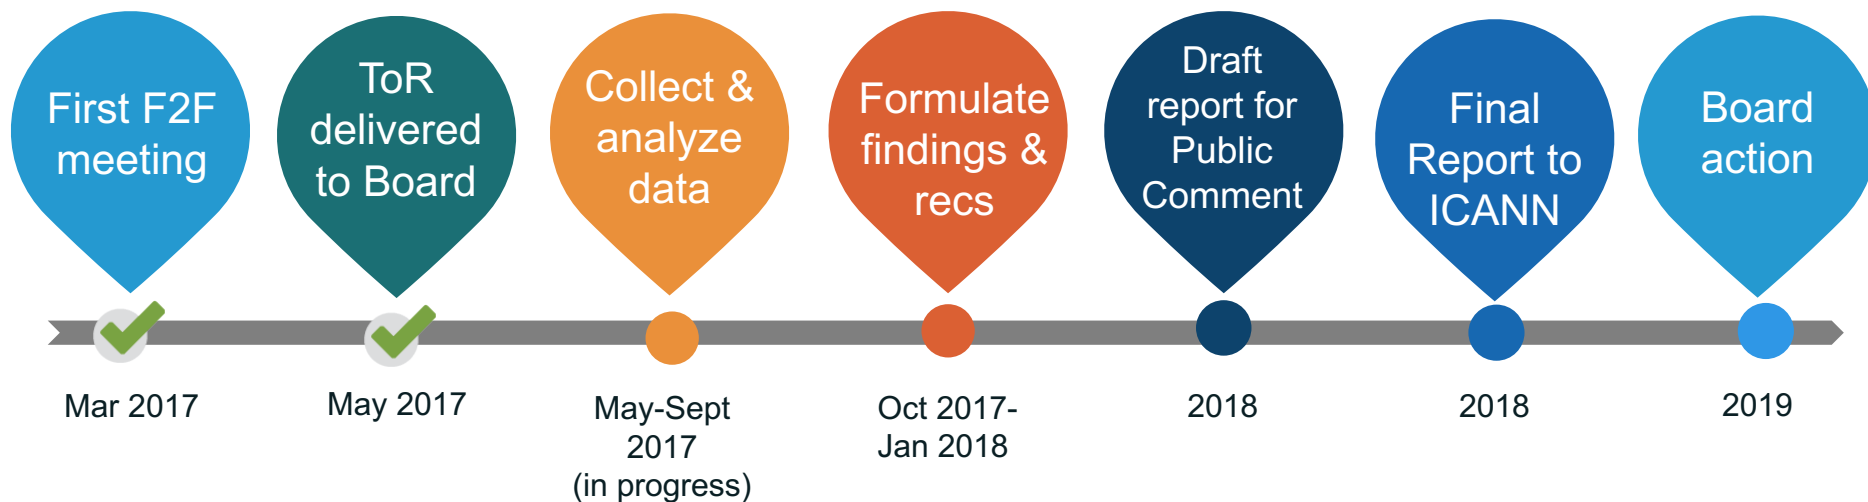 First F2F
meeting
ToR
delivered
to Board
Collect &
analyze
data
Formulate
findings &
recs
Draft
report for
Public
Comment
Final
Report to
ICANN
Board
action
Mar 2017
May 2017
May-Sept
2017
(in progress)
Oct 2017-
Jan 2018
2018
2018
2019